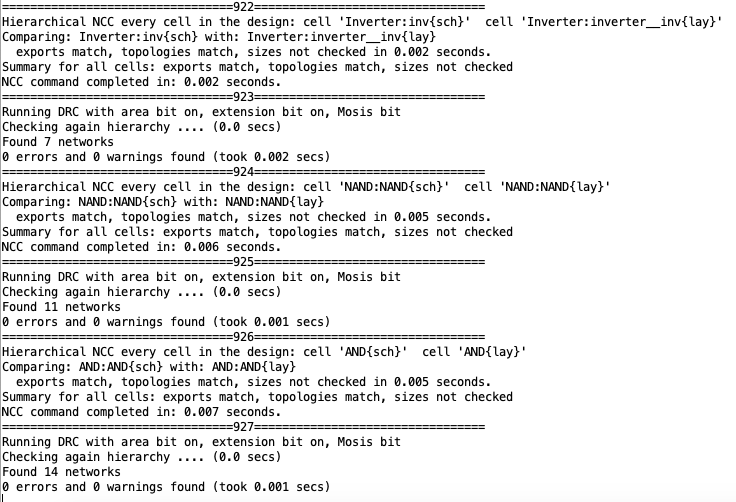 =================================922=================================
Hierarchical NCC every cell in the design: cell 'Inverter:inv{sch}'  cell 'Inverter:inverter__inv{lay}'
Comparing: Inverter:inv{sch} with: Inverter:inverter__inv{lay}
  exports match, topologies match, sizes not checked in 0.002 seconds.
Summary for all cells: exports match, topologies match, sizes not checked
NCC command completed in: 0.002 seconds.
=================================923=================================
Running DRC with area bit on, extension bit on, Mosis bit
Checking again hierarchy .... (0.0 secs)
Found 7 networks
0 errors and 0 warnings found (took 0.002 secs)
=================================924=================================
Hierarchical NCC every cell in the design: cell 'NAND:NAND{sch}'  cell 'NAND:NAND{lay}'
Comparing: NAND:NAND{sch} with: NAND:NAND{lay}
  exports match, topologies match, sizes not checked in 0.005 seconds.
Summary for all cells: exports match, topologies match, sizes not checked
NCC command completed in: 0.006 seconds.
=================================925=================================
Running DRC with area bit on, extension bit on, Mosis bit
Checking again hierarchy .... (0.0 secs)
Found 11 networks
0 errors and 0 warnings found (took 0.001 secs)
=================================926=================================
Hierarchical NCC every cell in the design: cell 'AND{sch}'  cell 'AND{lay}'
Comparing: AND:AND{sch} with: AND:AND{lay}
  exports match, topologies match, sizes not checked in 0.005 seconds.
Summary for all cells: exports match, topologies match, sizes not checked
NCC command completed in: 0.007 seconds.
=================================927=================================
Running DRC with area bit on, extension bit on, Mosis bit
Checking again hierarchy .... (0.0 secs)
Found 14 networks
0 errors and 0 warnings found (took 0.001 secs)